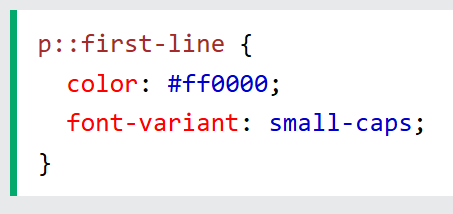 p::first-line {
  color: #ff0000;
  font-variant: small-caps;
}